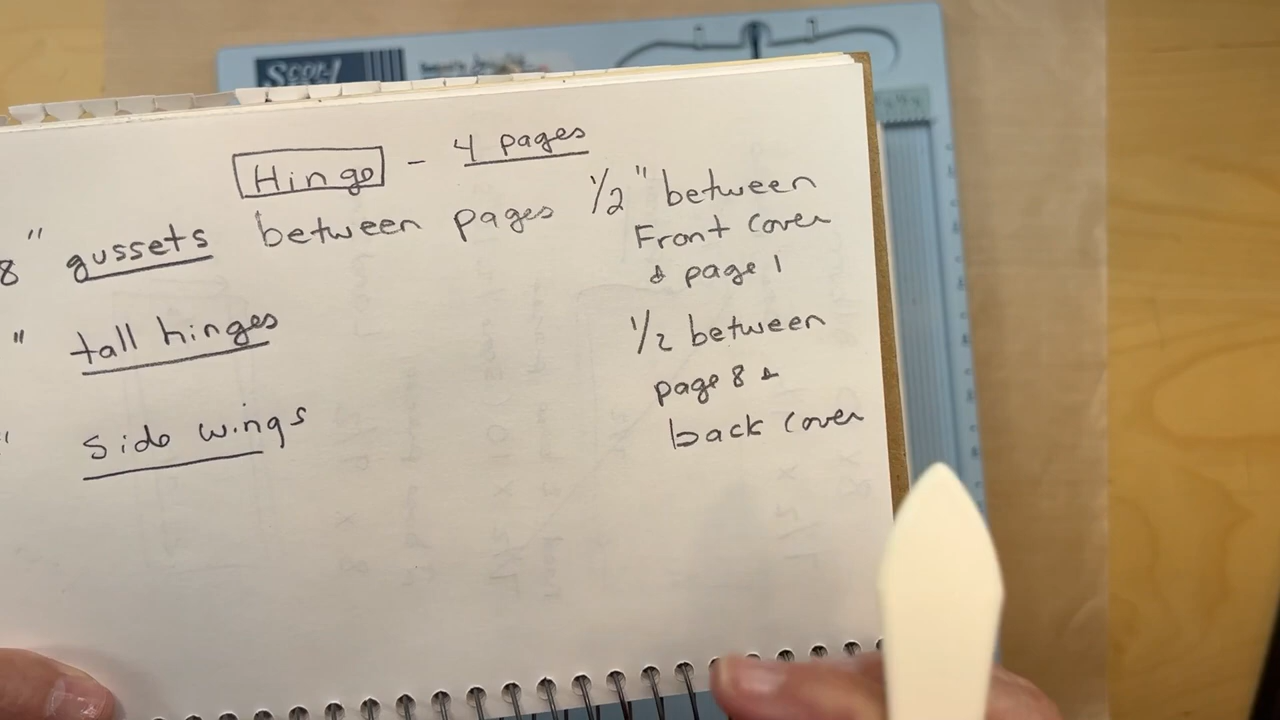 Hinge - 4 pages
8" gussets between pages
" tall hinges
" side wings
1/2" between
Front cover
& page 1
1/2 between
page 8 &
back cover